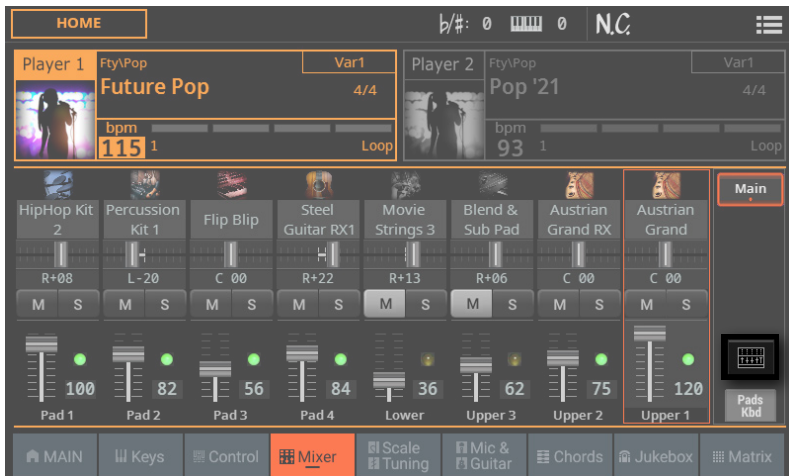 HOME
♭/#: 0
0
N.C.
Player 1
Fty\Pop
Var1
Future Pop
4/4
bpm
115
1
Loop
Player 2
Fty\Pop
Var1
Pop '21
4/4
bpm
93
1
Loop
HipHop Kit
2
Percussion
Kit 1
Flip Blip
Steel
Guitar RX1
Movie
Strings 3
Blend &
Sub Pad
Austrian
Grand RX
Austrian
Grand
Main
R+08
L-20
C 00
R+22
R+13
R+06
C 00
C 00
M S
M S
M S
M S
M S
M S
M S
M S
100
82
56
84
36
62
75
120
Pad 1
Pad 2
Pad 3
Pad 4
Lower
Upper 3
Upper 2
Upper 1
Pads
Kbd
MAIN
Keys
Control
Mixer
Scale
Tuning
Mic &
Guitar
Chords
Jukebox
Matrix